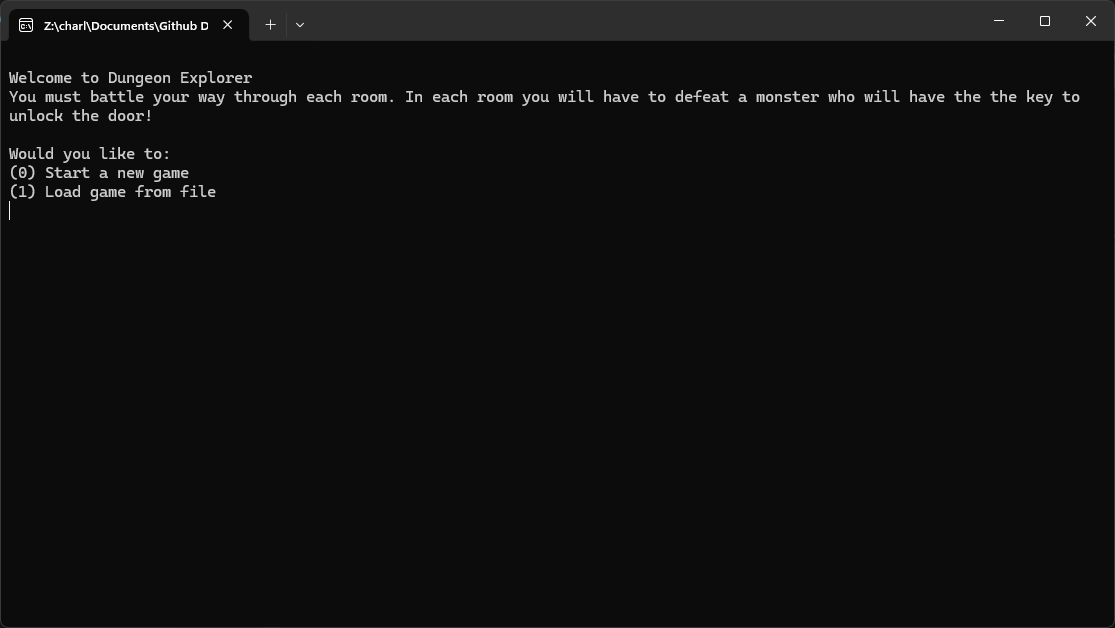 Z:\charl\Documents\Github D
Welcome to Dungeon Explorer
You must battle your way through each room. In each room you will have to defeat a monster who will have the the key to
unlock the door!
Would you like to:
(0) Start a new game
(1) Load game from file